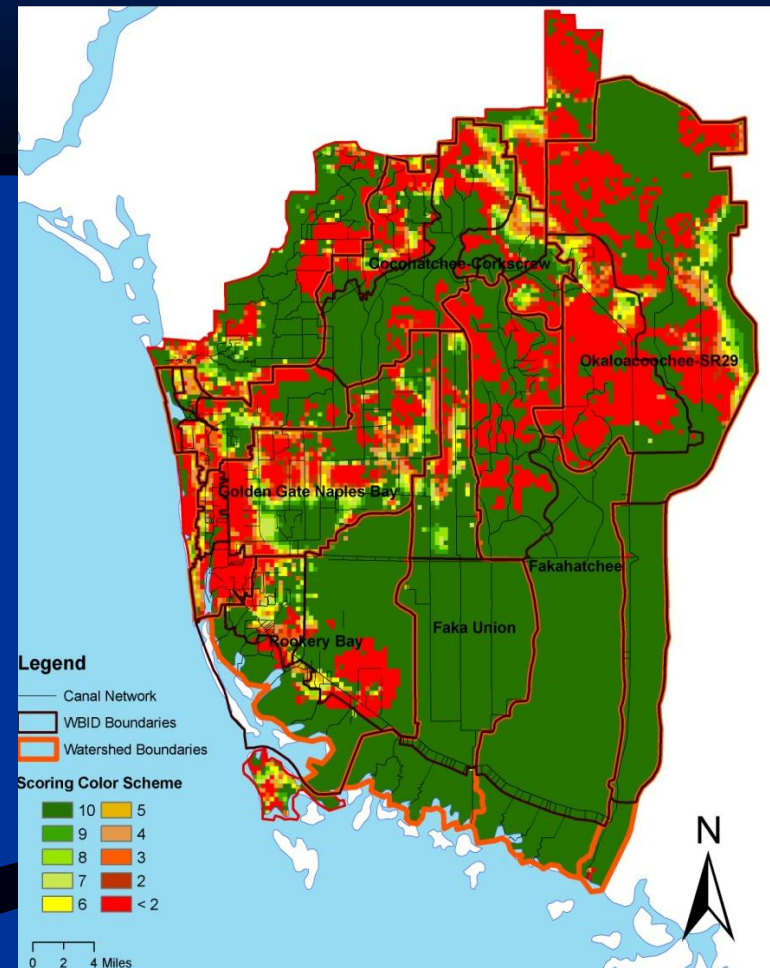 Cocohatchee-Corkscrew
Okaloacoochee-SR29
Golden Gate Naples Bay
Fakahatchee
Faka Union
Rookery Bay
Legend
Canal Network
WBID Boundaries
Watershed Boundaries
Scoring Color Scheme
10 5
9 4
8 3
7 2
6 < 2
0 2 4 Miles
N